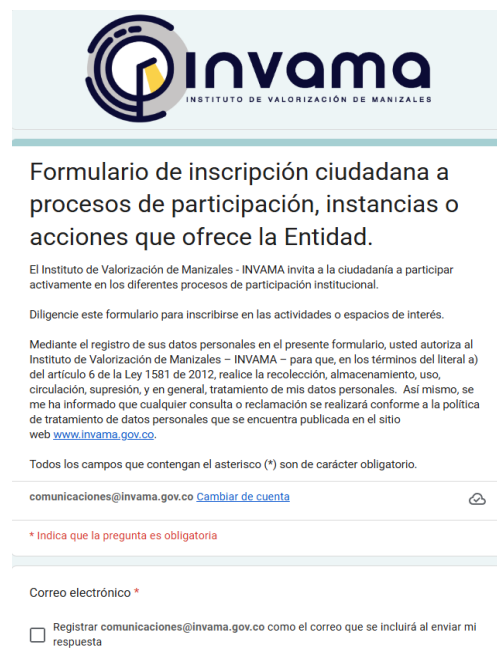 invama
INSTITUTO DE VALORIZACIÓN DE MANIZALES
Formulario de inscripción ciudadana a
procesos de participación, instancias o
acciones que ofrece la Entidad.
El Instituto de Valorización de Manizales - INVAMA invita a la ciudadanía a participar
activamente en los diferentes procesos de participación institucional.
Diligencie este formulario para inscribirse en las actividades o espacios de interés.
Mediante el registro de sus datos personales en el presente formulario, usted autoriza al
Instituto de Valorización de Manizales – INVAMA – para que, en los términos del literal a)
del artículo 6 de la Ley 1581 de 2012, realice la recolección, almacenamiento, uso,
circulación, supresión, y en general, tratamiento de mis datos personales. Así mismo, se
me ha informado que cualquier consulta o reclamación se realizará conforme a la política
de tratamiento de datos personales que se encuentra publicada en el sitio
web www.invama.gov.co.
Todos los campos que contengan el asterisco (*) son de carácter obligatorio.
comunicaciones@invama.gov.co Cambiar de cuenta
* Indica que la pregunta es obligatoria
Correo electrónico *
Registrar comunicaciones@invama.gov.co como el correo que se incluirá al enviar mi
respuesta